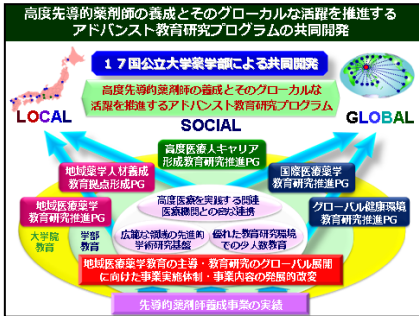 高度先導的薬剤師の養成とそのグローカルな活躍を推進する
アドバンスト教育研究プログラムの共同開発
17国公立大学薬学部による共同開発
高度先導的薬剤師の養成とそのグローカルな
活躍を推進するアドバンスト教育研究プログラム
LOCAL
SOCIAL
GLOBAL
高度医療人キャリア
形成教育研究推進PG
地域薬学人材養成
教育拠点形成PG
国際医療薬学
教育研究推進PG
地域医療薬学
教育研究推進PG
グローバル健康環境
教育研究推進PG
高度医療を実践する関連
医療機関との密な連携
大学院
教育
学部
教育
広範な領域の先進的
学術研究基盤
優れた教育研究環境
での少人数教育
地域医療薬学教育の主導・教育研究のグローバル展開
に向けた事業実施体制・事業内容の発展的改変
先導的薬剤師養成事業の実績